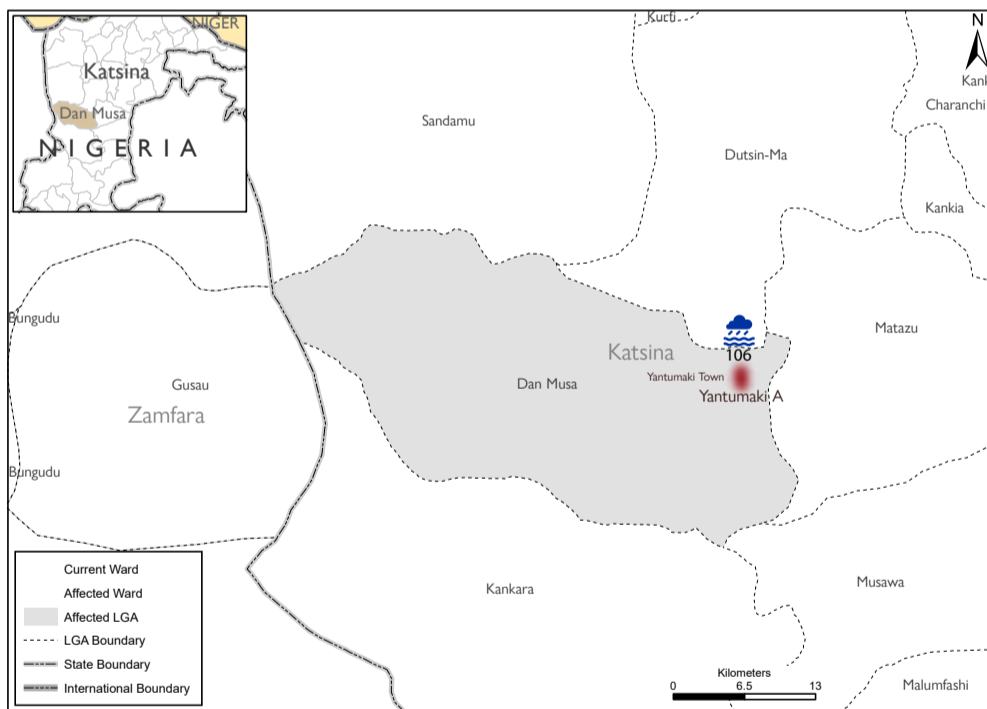 NIGER
Katsina
Dan Musa
NIGERIA
Kurfi
N
Kank
Charanchi
Sandamu
Dutsin-Ma
Kankia
Bungudu
Matazu
106
Katsina
Yantumaki Town
Gusau
Dan Musa
Yantumaki A
Zamfara
Bungudu
Current Ward
Affected Ward
Affected LGA
LGA Boundary
State Boundary
International Boundary
Kankara
Musawa
Kilometers
0 6.5 13
Malumfashi